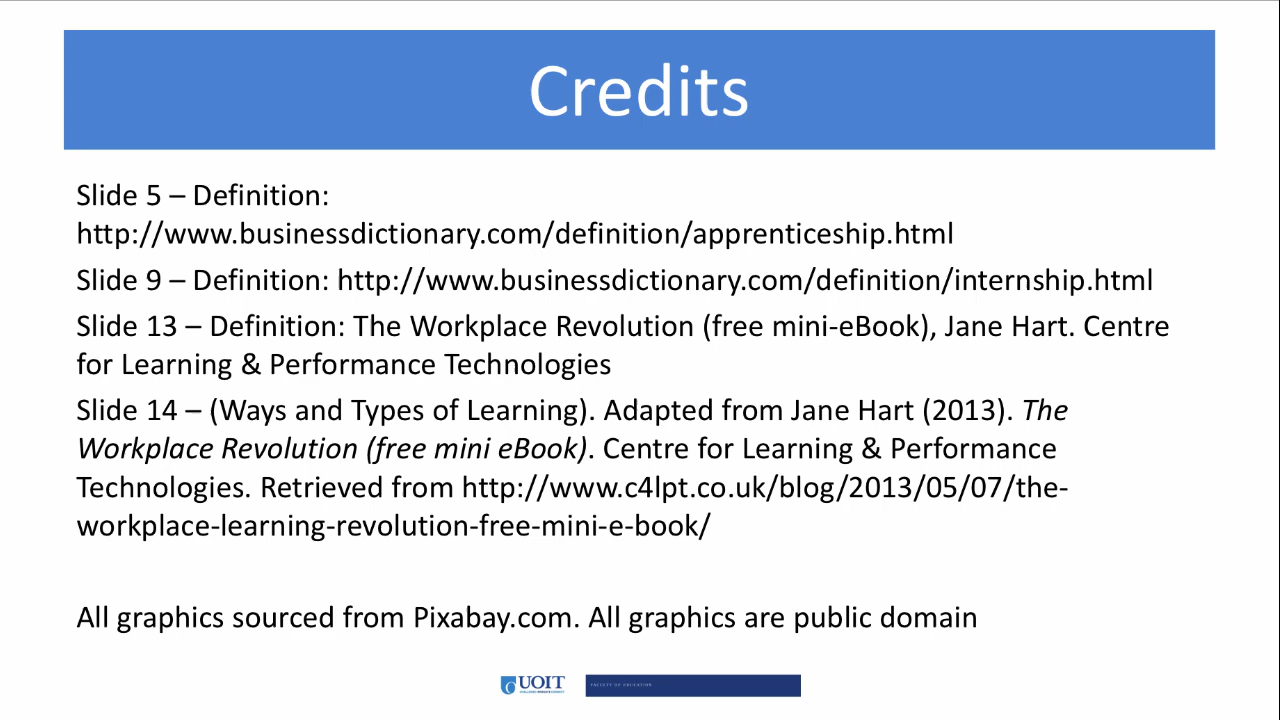 Credits
Slide 5 – Definition:
http://www.businessdictionary.com/definition/apprenticeship.html
Slide 9 – Definition: http://www.businessdictionary.com/definition/internship.html
Slide 13 – Definition: The Workplace Revolution (free mini-eBook), Jane Hart. Centre
for Learning & Performance Technologies
Slide 14 – (Ways and Types of Learning). Adapted from Jane Hart (2013). The
Workplace Revolution (free mini eBook). Centre for Learning & Performance
Technologies. Retrieved from http://www.c4lpt.co.uk/blog/2013/05/07/the-
workplace-learning-revolution-free-mini-e-book/
All graphics sourced from Pixabay.com. All graphics are public domain
UOIT
FACULTY OF EDUCATION